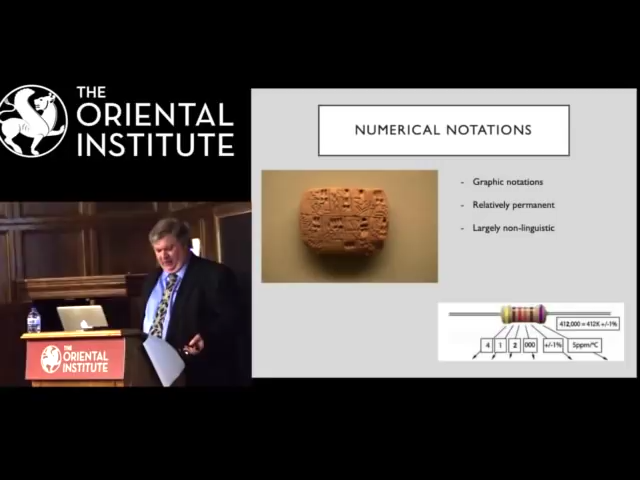 THE
ORIENTAL
INSTITUTE
NUMERICAL NOTATIONS
- Graphic notations
- Relatively permanent
- Largely non-linguistic
412,000 = 412K +/-1%
4 1 2 000 +/-1% 5ppm/°C
THE
ORIENTAL
INSTITUTE